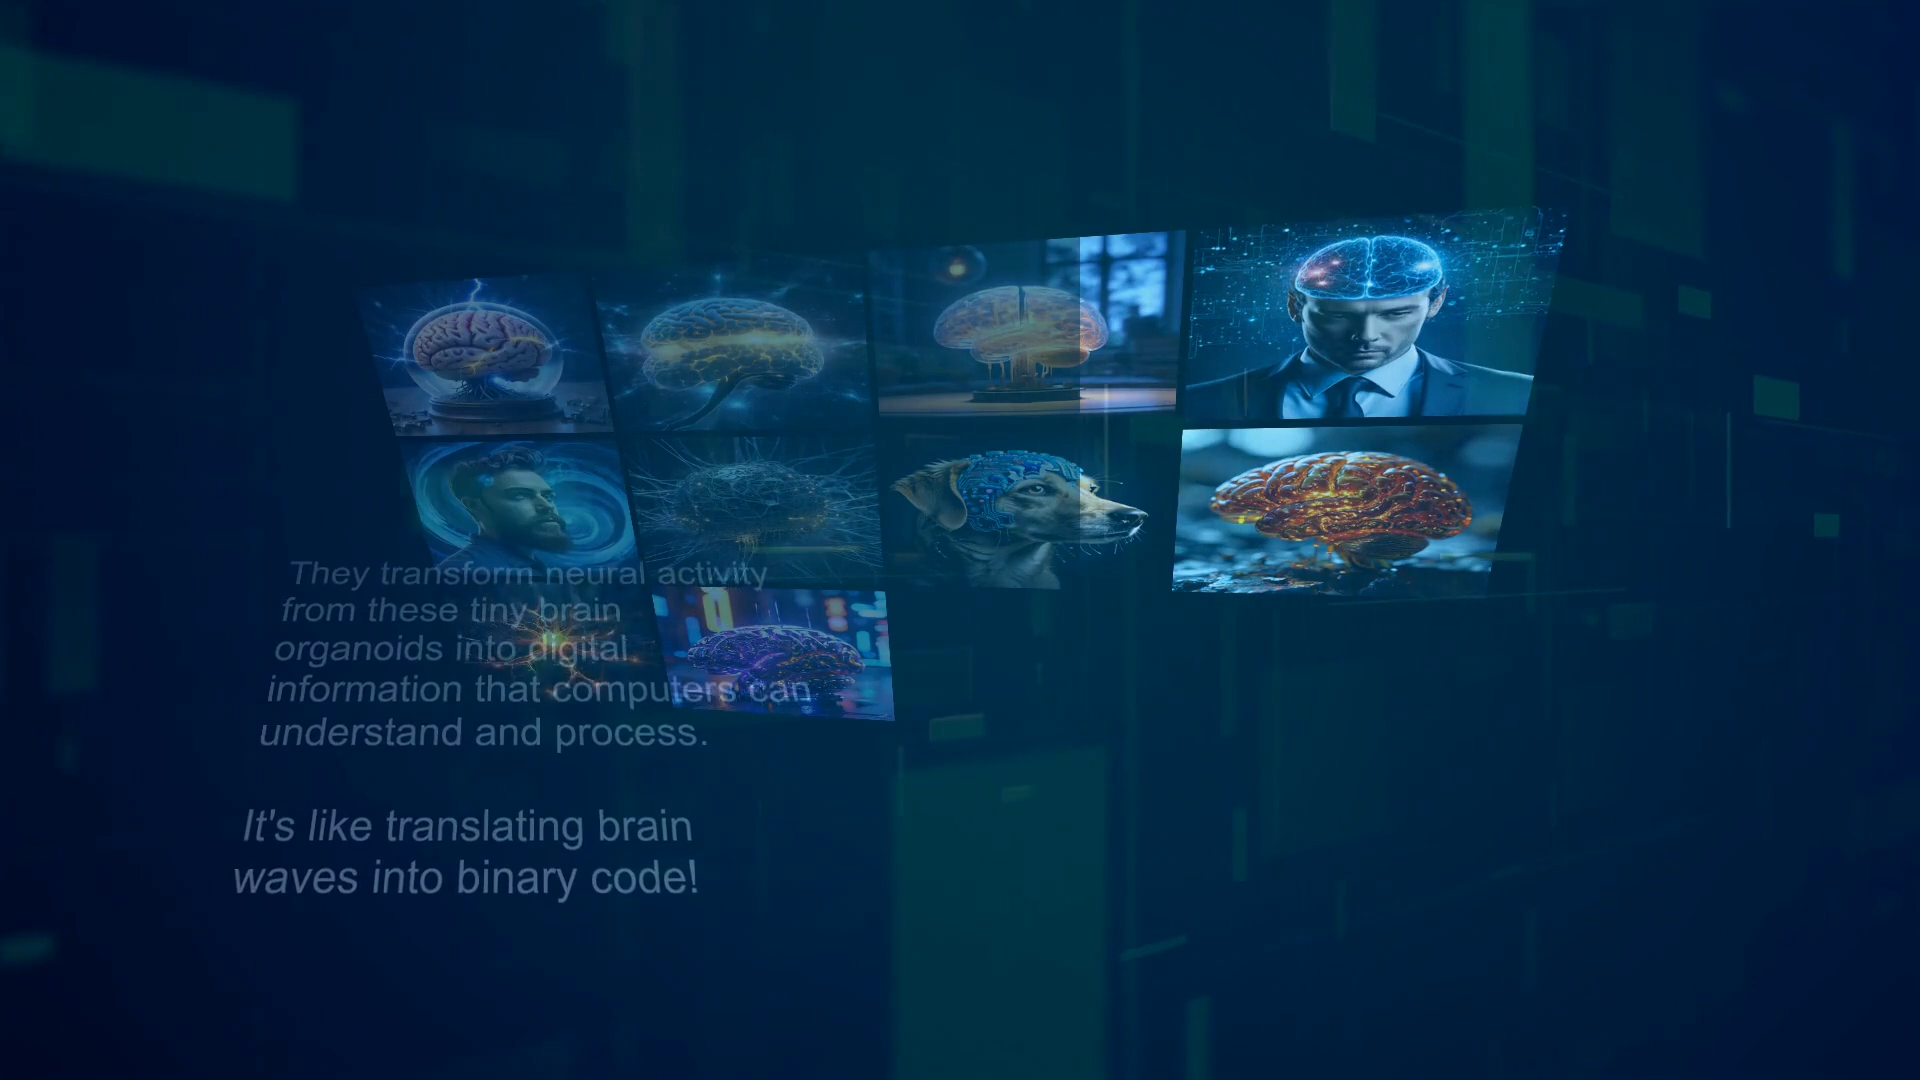 They transform neural activity
from these tiny brain
organoids into digital
information that computers can
understand and process.
It's like translating brain
waves into binary code!